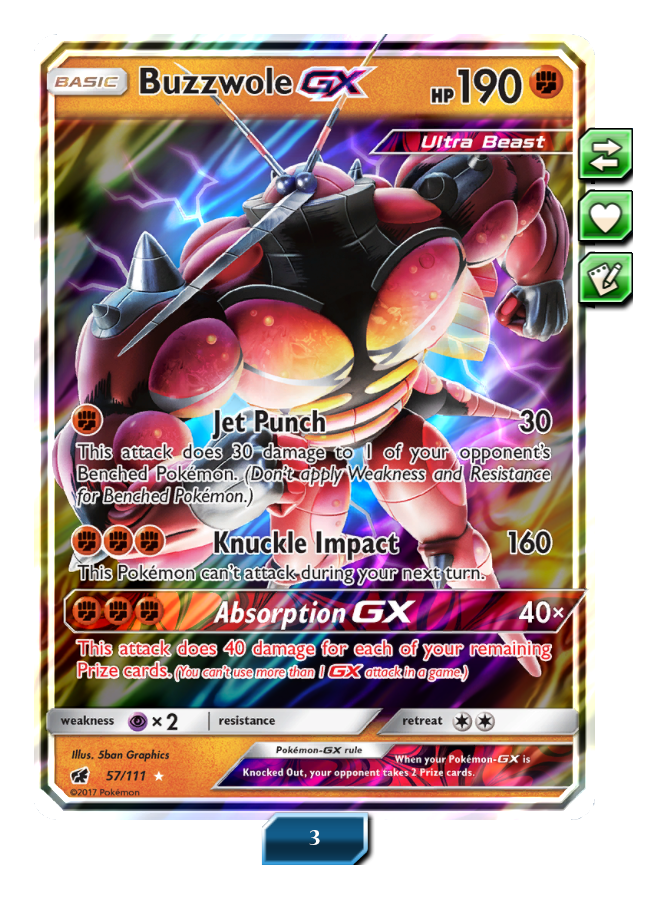 BASIC Buzzwole GX HP 190
Ultra Beast
Jet Punch 30
This attack does 30 damage to 1 of your opponent's
Benched Pokémon. (Don't apply Weakness and Resistance
for Benched Pokémon.)
Knuckle Impact 160
This Pokémon can't attack during your next turn.
Absorption GX 40×
This attack does 40 damage for each of your remaining
Prize cards. (You can't use more than 1 GX attack in a game.)
weakness ×2 resistance retreat
Illus. 5ban Graphics
57/111
©2017 Pokémon
Pokémon-GX rule
When your Pokémon-GX is
Knocked Out, your opponent takes 2 Prize cards.
3